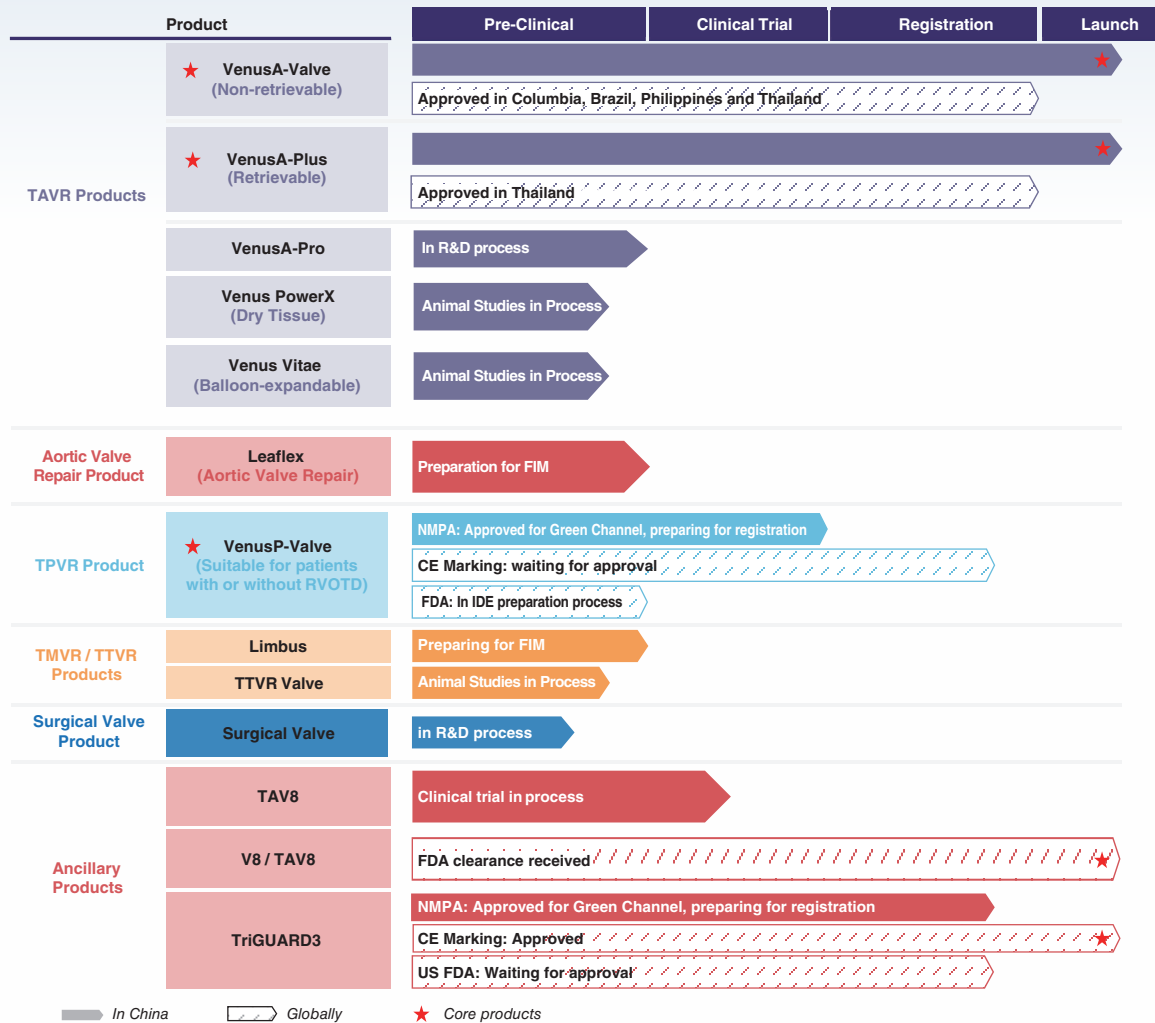 Product
Pre-Clinical
Clinical Trial
Registration
Launch
TAVR Products
VenusA-Valve
(Non-retrievable)
Approved in Columbia, Brazil, Philippines and Thailand
VenusA-Plus
(Retrievable)
Approved in Thailand
VenusA-Pro
In R&D process
Venus PowerX
(Dry Tissue)
Animal Studies in Process
Venus Vitae
(Balloon-expandable)
Animal Studies in Process
Aortic Valve
Repair Product
Leaflex
(Aortic Valve Repair)
Preparation for FIM
TPVR Product
VenusP-Valve
(Suitable for patients
with or without RVOTD)
NMPA: Approved for Green Channel, preparing for registration
CE Marking: waiting for approval
FDA: In IDE preparation process
TMVR / TTVR
Products
Limbus
Preparing for FIM
TTVR Valve
Animal Studies in Process
Surgical Valve
Product
Surgical Valve
in R&D process
Ancillary
Products
TAV8
Clinical trial in process
V8 / TAV8
FDA clearance received
TriGUARD3
NMPA: Approved for Green Channel, preparing for registration
CE Marking: Approved
US FDA: Waiting for approval
In China
Globally
Core products